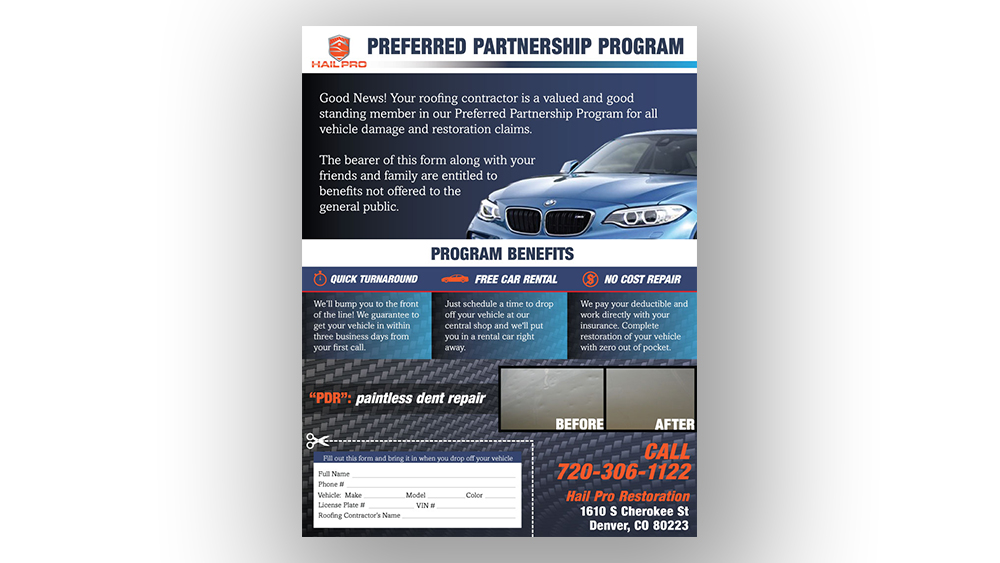 HAIL PRO
PREFERRED PARTNERSHIP PROGRAM
Good News! Your roofing contractor is a valued and good
standing member in our Preferred Partnership Program for all
vehicle damage and restoration claims.
The bearer of this form along with your
friends and family are entitled to
benefits not offered to the
general public.
PROGRAM BENEFITS
QUICK TURNAROUND
FREE CAR RENTAL
NO COST REPAIR
We'll bump you to the front
of the line! We guarantee to
get your vehicle in within
three business days from
your first call.
Just schedule a time to drop
off your vehicle at our
central shop and we'll put
you in a rental car right
away.
We pay your deductible and
work directly with your
insurance. Complete
restoration of your vehicle
with zero out of pocket.
"PDR": paintless dent repair
BEFORE
AFTER
Fill out this form and bring it in when you drop off your vehicle
Full Name
Phone #
Vehicle: Make Model Color
License Plate # VIN #
Roofing Contractor's Name
CALL
720-306-1122
Hail Pro Restoration
1610 S Cherokee St
Denver, CO 80223